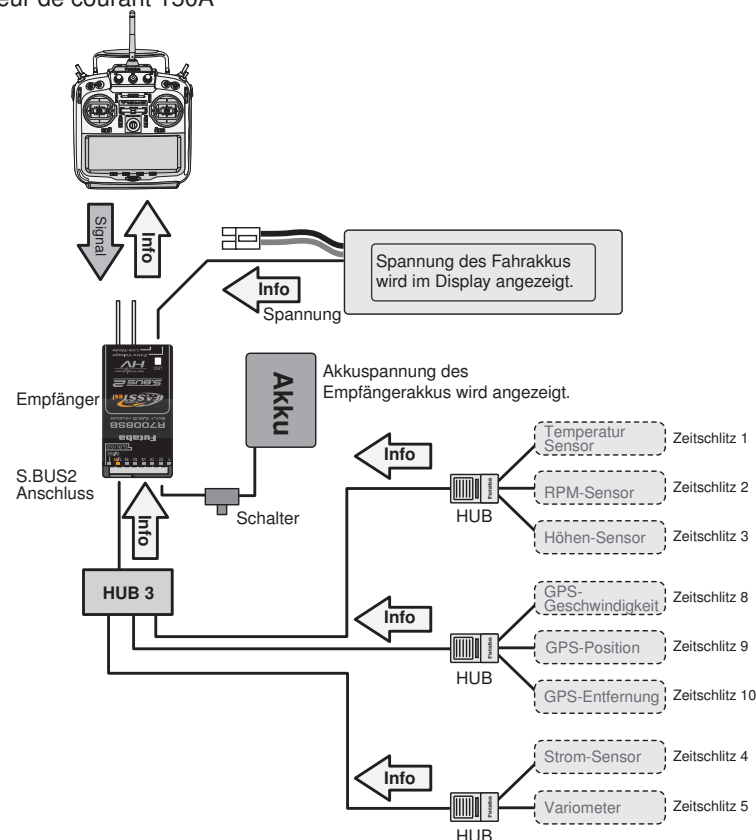 eur de courant 150A
Signal
Info
Spannung des Fahrakkus
wird im Display angezeigt.
Info
Spannung
Empfänger
HV
S.BUS2
FASSTest
R7008SB
Futaba
Akku
Akkuspannung des
Empfängerakkus wird angezeigt.
S.BUS2
Anschluss
Schalter
Info
HUB 3
Info
HUB
Temperatur
Sensor
Zeitschlitz 1
RPM-Sensor
Zeitschlitz 2
Höhen-Sensor
Zeitschlitz 3
Info
HUB
GPS-
Geschwindigkeit
Zeitschlitz 8
GPS-Position
Zeitschlitz 9
GPS-Entfernung
Zeitschlitz 10
Info
HUB
Strom-Sensor
Zeitschlitz 4
Variometer
Zeitschlitz 5